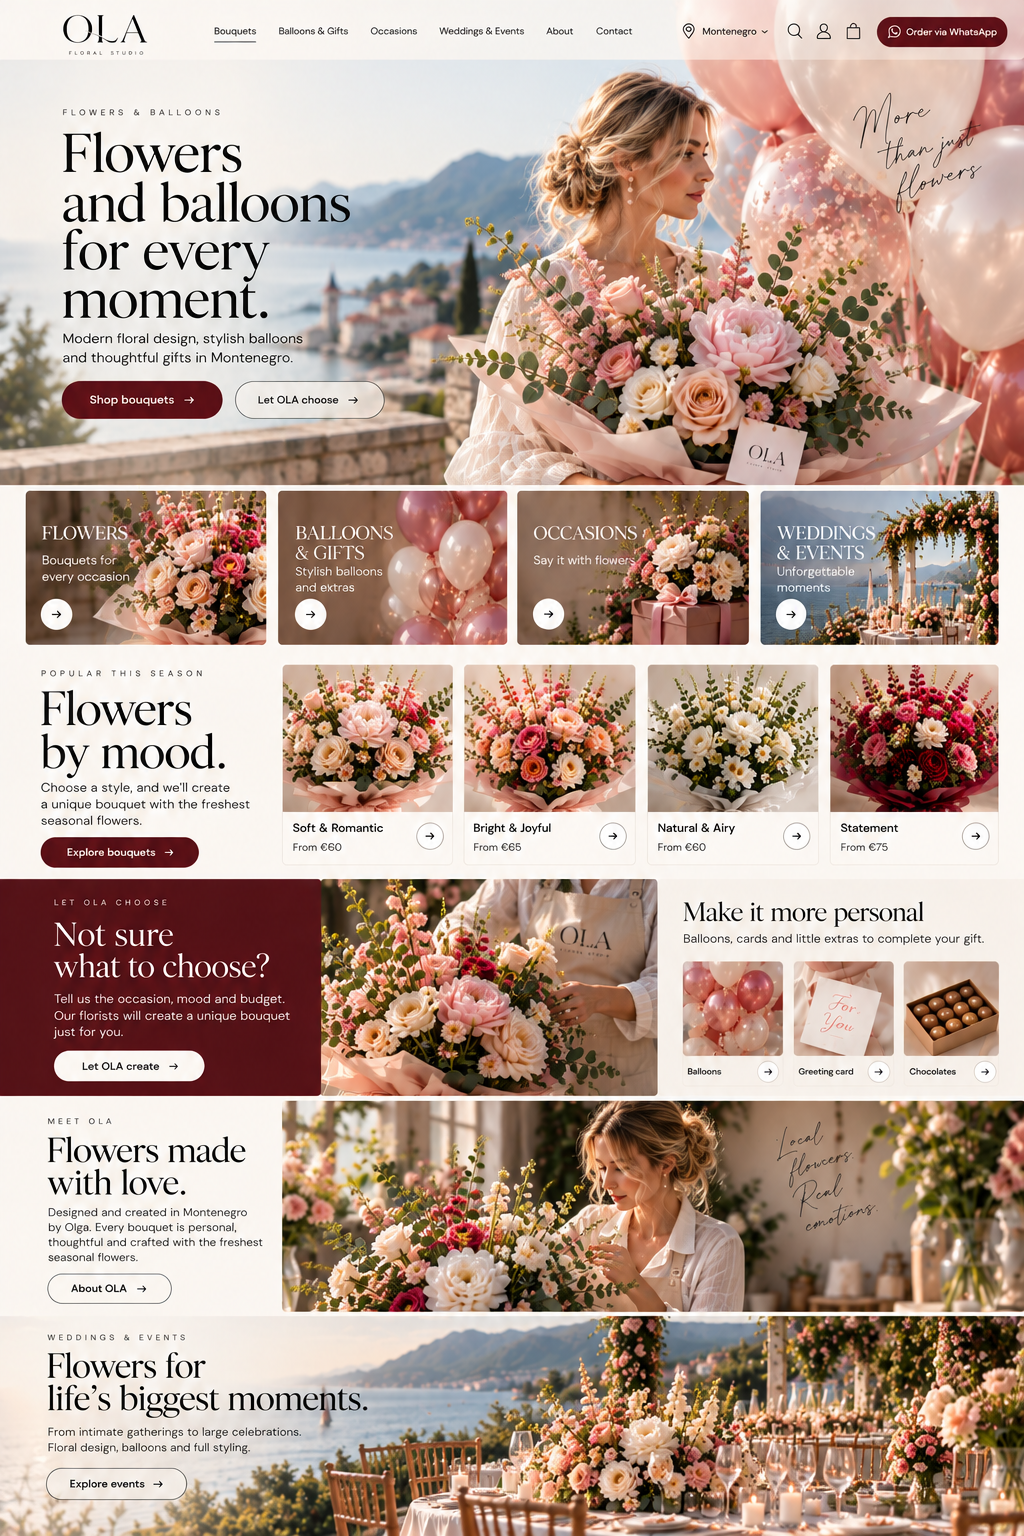 OLA
FLORAL STUDIO
Bouquets
Balloons & Gifts
Occasions
Weddings & Events
About
Contact
Montenegro
Order via WhatsApp
FLOWERS & BALLOONS
Flowers
and balloons
for every
moment.
Modern floral design, stylish balloons
and thoughtful gifts in Montenegro.
Shop bouquets →
Let OLA choose →
More
than just
flowers
OLA
FLOWERS
Bouquets for
every occasion
→
BALLOONS
& GIFTS
Stylish balloons
and extras
→
OCCASIONS
Say it with flowers
→
WEDDINGS
& EVENTS
Unforgettable
moments
→
POPULAR THIS SEASON
Flowers
by mood.
Choose a style, and we'll create
a unique bouquet with the freshest
seasonal flowers.
Explore bouquets →
Soft & Romantic
From €60
→
Bright & Joyful
From €65
→
Natural & Airy
From €60
→
Statement
From €75
→
LET OLA CHOOSE
Not sure
what to choose?
Tell us the occasion, mood and budget.
Our florists will create a unique bouquet
just for you.
Let OLA create →
OLA
Make it more personal
Balloons, cards and little extras to complete your gift.
For
You
Balloons →
Greeting card →
Chocolates →
MEET OLA
Flowers made
with love.
Designed and created in Montenegro
by Olga. Every bouquet is personal,
thoughtful and crafted with the freshest
seasonal flowers.
About OLA →
Local
flowers.
Real
emotions.
WEDDINGS & EVENTS
Flowers for
life's biggest moments.
From intimate gatherings to large celebrations.
Floral design, balloons and full styling.
Explore events →